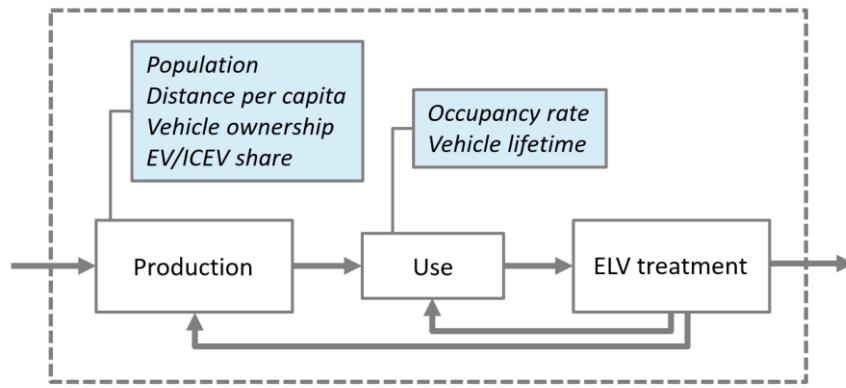 Population
Distance per capita
Vehicle ownership
EV/ICEV share
Occupancy rate
Vehicle lifetime
Production
Use
ELV treatment